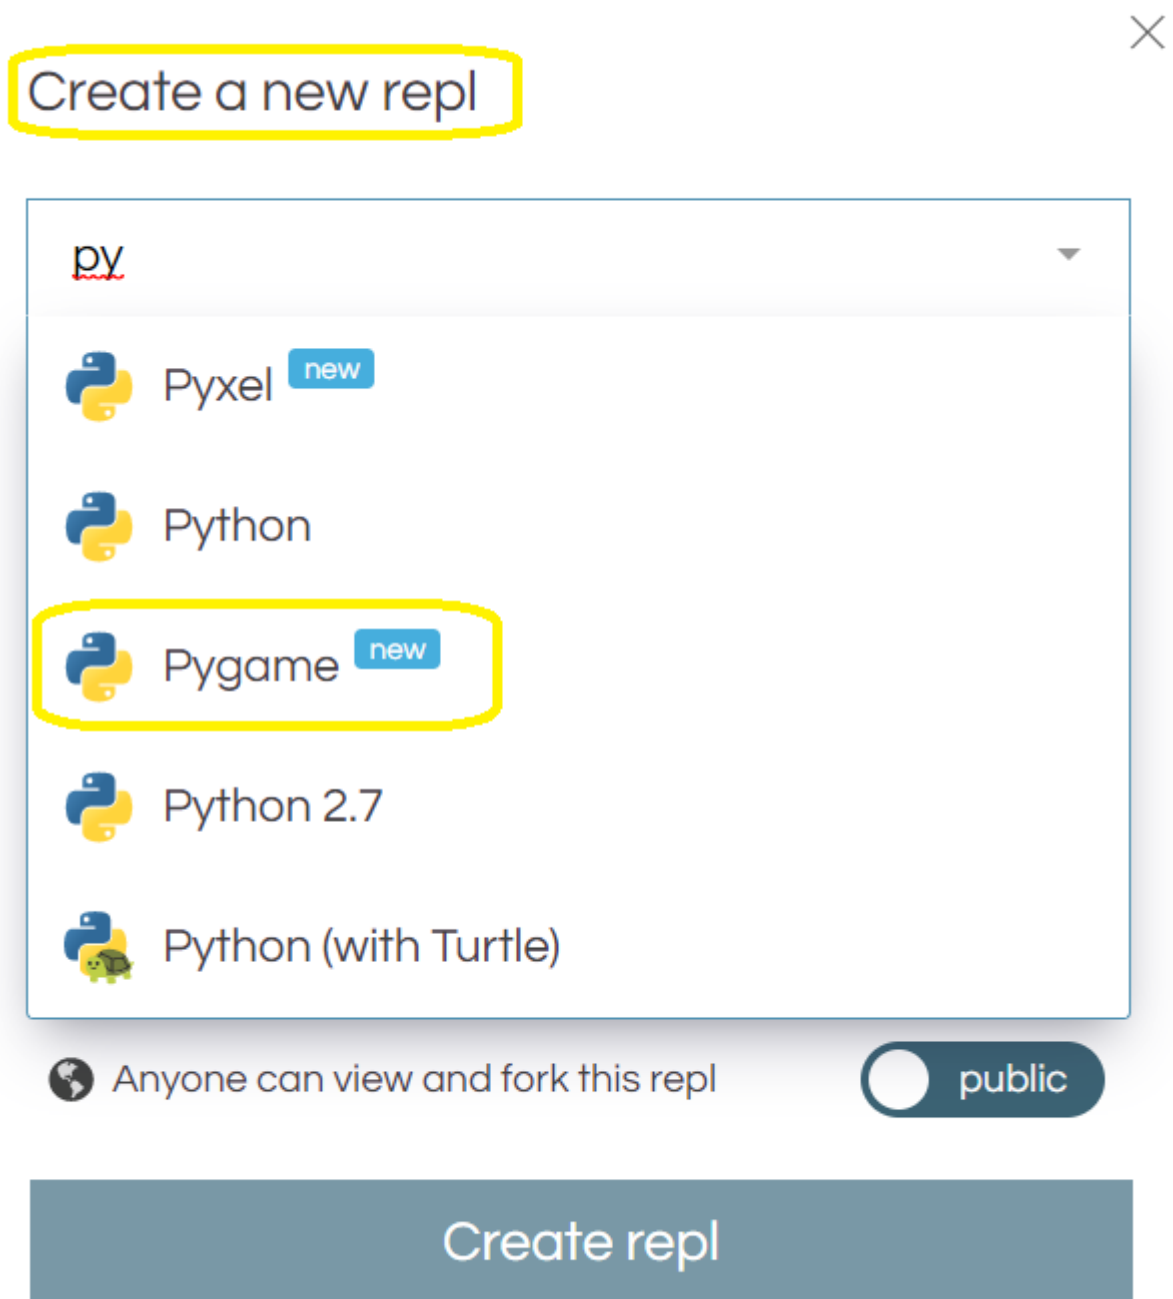 Create a new repl
py
Pyxel new
Python
Pygame new
Python 2.7
Python (with Turtle)
Anyone can view and fork this repl public
Create repl